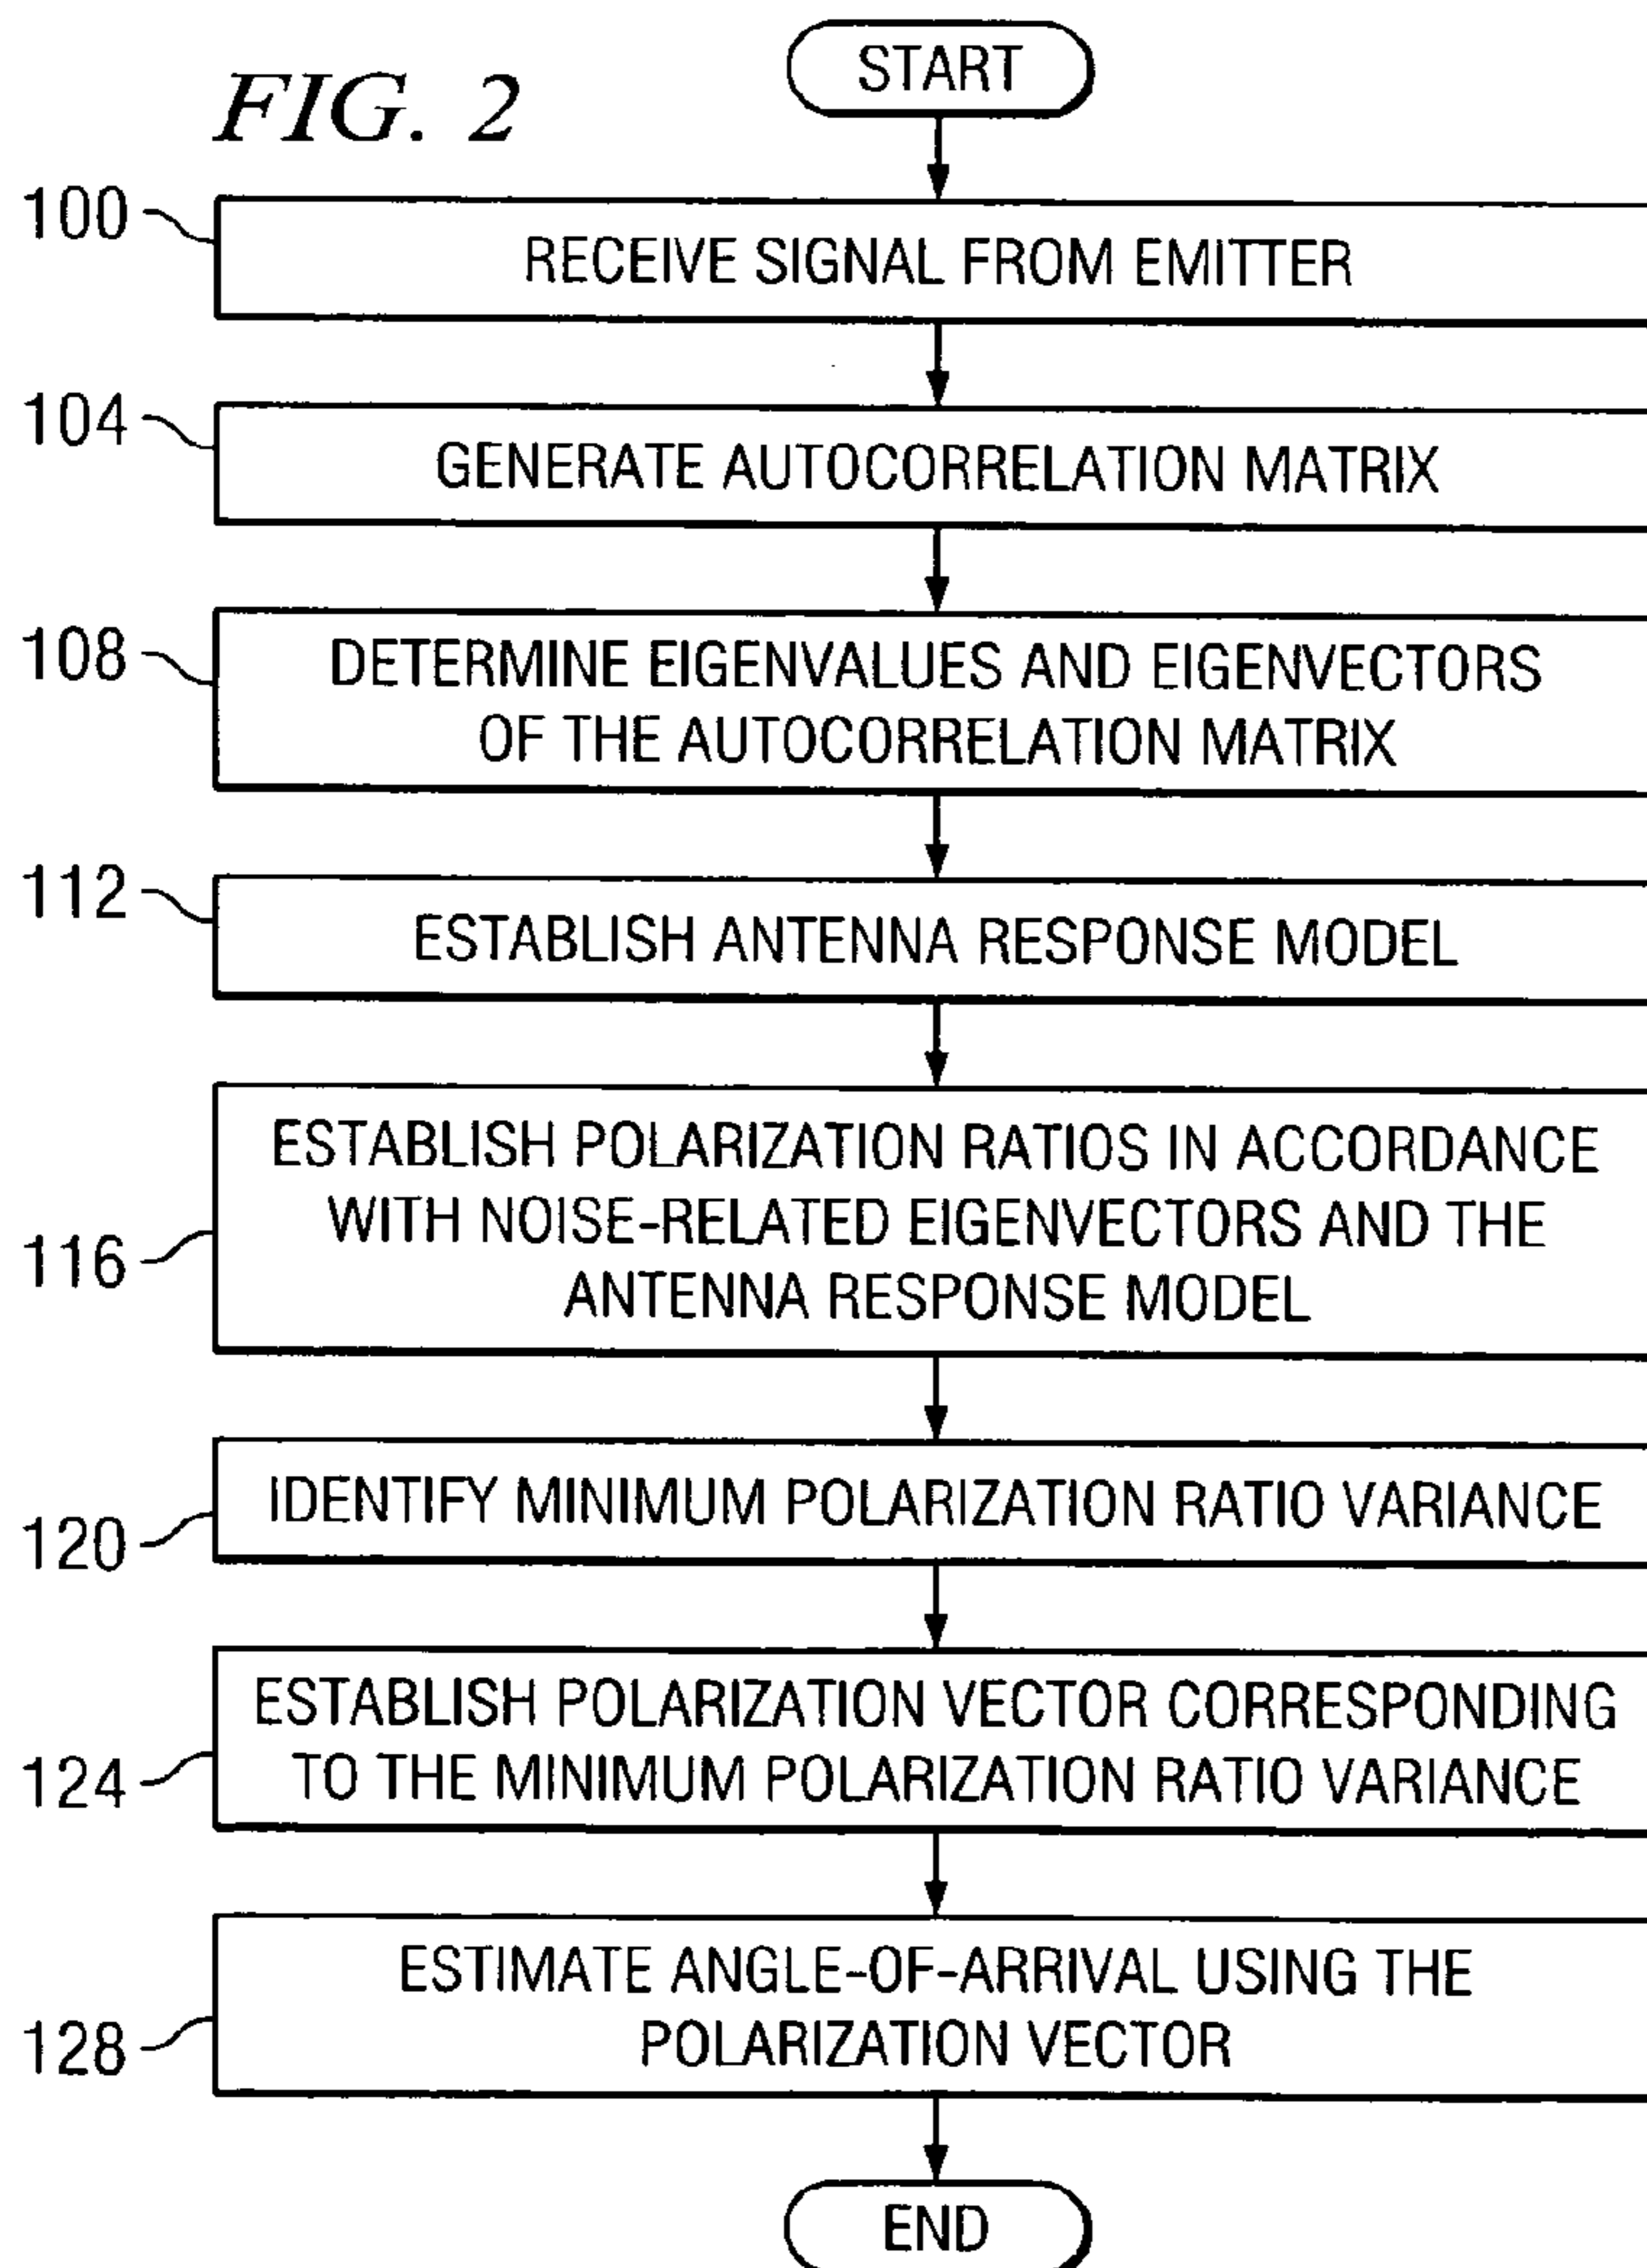 FIG. 2
START
100
RECEIVE SIGNAL FROM EMITTER
104
GENERATE AUTOCORRELATION MATRIX
108
DETERMINE EIGENVALUES AND EIGENVECTORS
OF THE AUTOCORRELATION MATRIX
112
ESTABLISH ANTENNA RESPONSE MODEL
116
ESTABLISH POLARIZATION RATIOS IN ACCORDANCE
WITH NOISE-RELATED EIGENVECTORS AND THE
ANTENNA RESPONSE MODEL
120
IDENTIFY MINIMUM POLARIZATION RATIO VARIANCE
124
ESTABLISH POLARIZATION VECTOR CORRESPONDING
TO THE MINIMUM POLARIZATION RATIO VARIANCE
128
ESTIMATE ANGLE-OF-ARRIVAL USING THE
POLARIZATION VECTOR
END